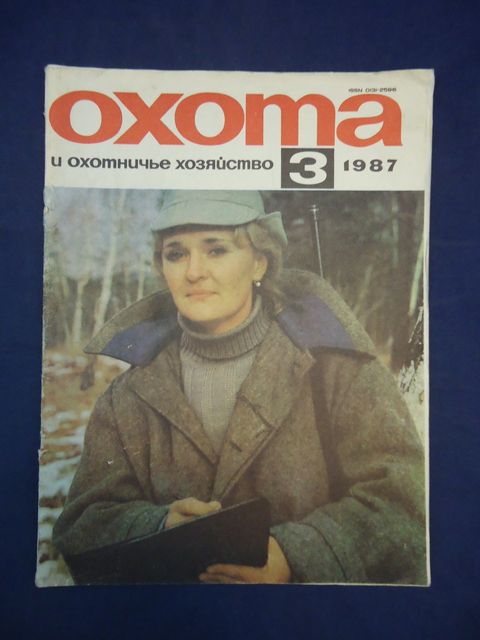 ISSN 0131-2596
охота
и охотничье хозяйство 3 1987